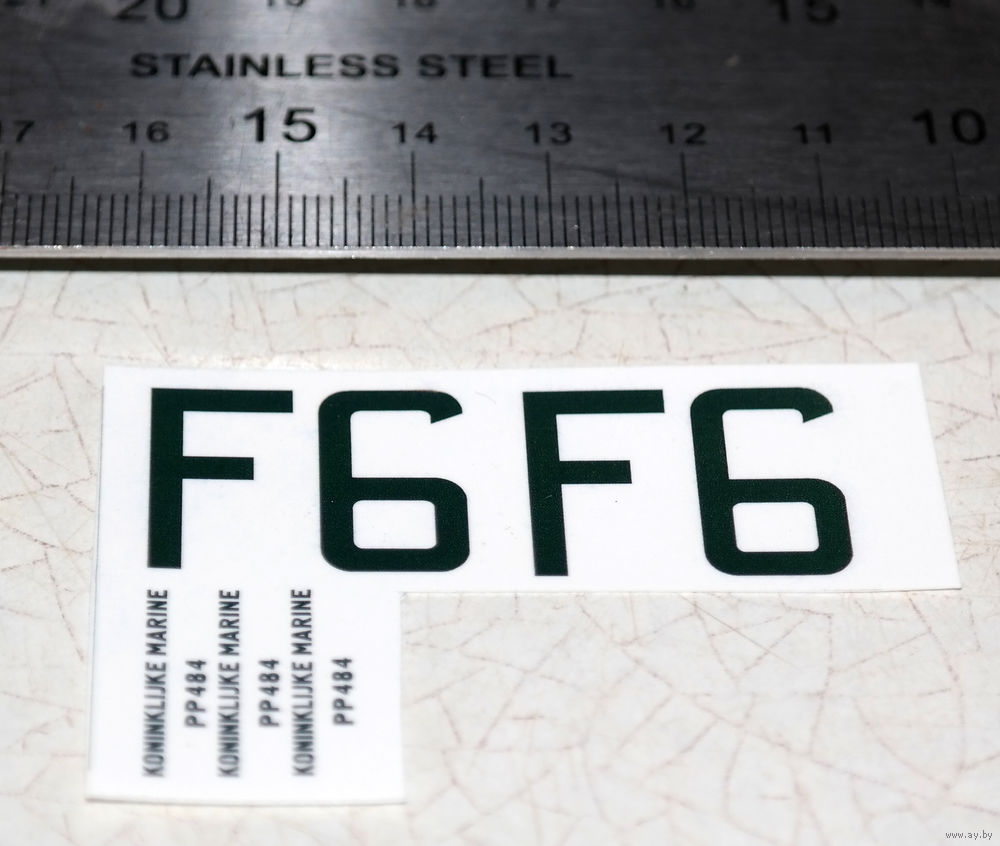 20 15
STAINLESS STEEL
17 16 15 14 13 12 11 10
F6F6
KONINKLIJKE MARINE
PP484
KONINKLIJKE MARINE
PP484
KONINKLIJKE MARINE
PP484
www.ay.by